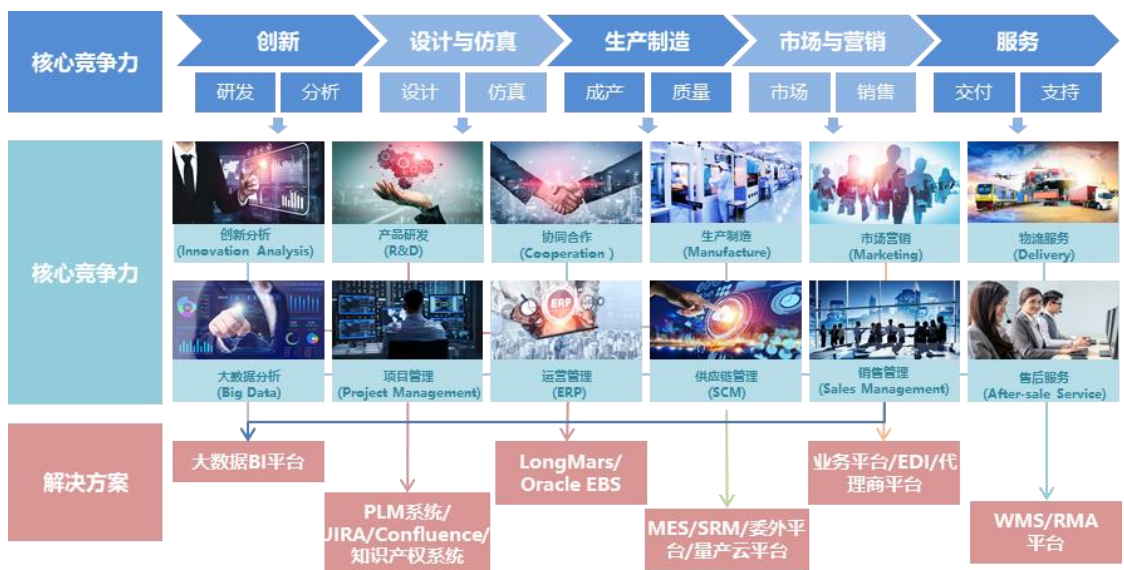 核心竞争力
创新
设计与仿真
生产制造
市场与营销
服务
研发
分析
设计
仿真
成产
质量
市场
销售
交付
支持
核心竞争力
创新分析
(Innovation Analysis)
产品研发
(R&D)
协同合作
(Cooperation )
生产制造
(Manufacture)
市场营销
(Marketing)
物流服务
(Delivery)
ERP
大数据分析
(Big Data)
项目管理
(Project Management)
运营管理
(ERP)
供应链管理
(SCM)
销售管理
(Sales Management)
售后服务
(After-sale Service)
解决方案
大数据BI平台
PLM系统/
JIRA/Confluence/
知识产权系统
LongMars/
Oracle EBS
MES/SRM/委外平
台/量产云平台
业务平台/EDI/代
理商平台
WMS/RMA
平台